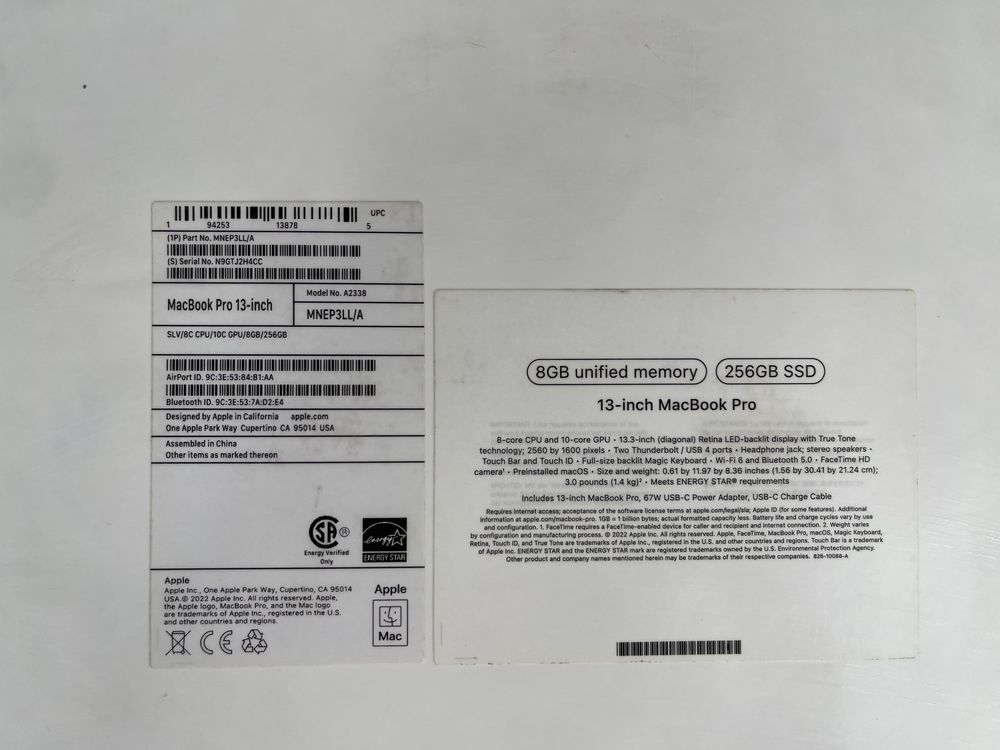 UPC
1 94253 13878 5
(1P) Part No. MNEP3LL/A
(S) Serial No. N9GTJ2H4CC
MacBook Pro 13-inch
Model No. A2338
MNEP3LL/A
SLV/8C CPU/10C GPU/8GB/256GB
AirPort ID. 9C:3E:53:84:B1:AA
Bluetooth ID. 9C:3E:53:7A:D2:E4
Designed by Apple in California apple.com
One Apple Park Way Cupertino CA 95014 USA
Assembled in China
Other items as marked thereon
SA ®
Energy Verified
Only
energy
ENERGY STAR
Apple
Apple Inc., One Apple Park Way, Cupertino, CA 95014
USA.© 2022 Apple Inc. All rights reserved. Apple,
the Apple logo, MacBook Pro, and the Mac logo
are trademarks of Apple Inc., registered in the U.S.
and other countries and regions.
CE
Apple
Mac
8GB unified memory 256GB SSD
13-inch MacBook Pro
8-core CPU and 10-core GPU • 13.3-inch (diagonal) Retina LED-backlit display with True Tone
technology; 2560 by 1600 pixels • Two Thunderbolt / USB 4 ports • Headphone jack; stereo speakers •
Touch Bar and Touch ID • Full-size backlit Magic Keyboard • Wi-Fi 6 and Bluetooth 5.0 • FaceTime HD
camera¹ • Preinstalled macOS • Size and weight: 0.61 by 11.97 by 8.36 inches (1.56 by 30.41 by 21.24 cm);
3.0 pounds (1.4 kg)² • Meets ENERGY STAR® requirements
Includes 13-inch MacBook Pro, 67W USB-C Power Adapter, USB-C Charge Cable
Requires internet access; acceptance of the software license terms at apple.com/legal/sla; Apple ID (for some features). Additional
information at apple.com/macbook-pro. 1GB = 1 billion bytes; actual formatted capacity less. Battery life and charge cycles vary by use
and configuration. 1. FaceTime requires a FaceTime-enabled device for caller and recipient and internet connection. 2. Weight varies
by configuration and manufacturing process. © 2022 Apple Inc. All rights reserved. Apple, FaceTime, MacBook Pro, macOS, Magic Keyboard,
Retina, Touch ID, and True Tone are trademarks of Apple Inc., registered in the U.S. and other countries and regions. Touch Bar is a trademark
of Apple Inc. ENERGY STAR and the ENERGY STAR mark are registered trademarks owned by the U.S. Environmental Protection Agency.
Other product and company names mentioned herein may be trademarks of their respective companies. 826-10088-A